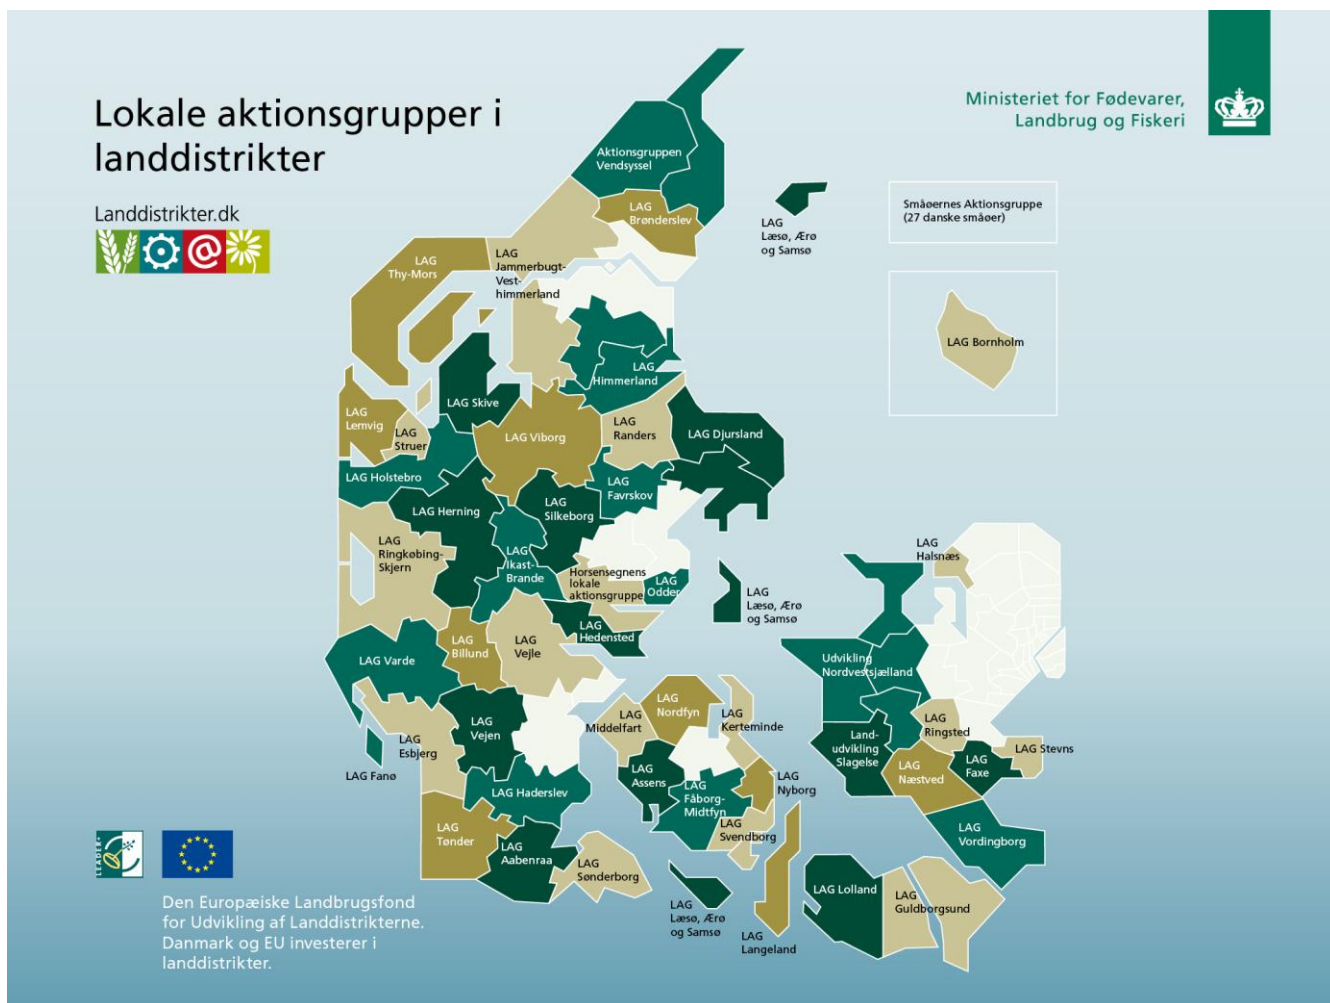 Lokale aktionsgrupper i
landdistrikter
Landdistrikter.dk
Ministeriet for Fødevarer,
Landbrug og Fiskeri
Aktionsgruppen
Vendsyssel
LAG
Brønderslev
LAG
Læsø, Ærø
og Samsø
Småøernes Aktionsgruppe
(27 danske småøer)
LAG
Thy-Mors
LAG
Jammerbugt-
Vest-
himmerland
LAG Bornholm
LAG
Himmerland
LAG Skive
LAG
Lemvig
LAG
Struer
LAG Viborg
LAG
Randers
LAG Djursland
LAG Holstebro
LAG
Favrskov
LAG Herning
LAG
Silkeborg
LAG
Ringkøbing-
Skjern
LAG
Ikast-
Brande
Horsensegnens
lokale
aktionsgruppe
LAG
Odder
LAG
Læsø, Ærø
og Samsø
LAG
Halsnæs
LAG
Hedensted
LAG Varde
LAG
Billund
LAG
Vejle
Udvikling
Nordvestsjælland
LAG
Esbjerg
LAG
Vejen
LAG
Middelfart
LAG
Nordfyn
LAG
Kerteminde
LAG
Ringsted
Land-
udvikling
Slagelse
LAG Stevns
LAG
Faxe
LAG
Næstved
LAG Fanø
LAG Haderslev
LAG
Assens
LAG
Fåborg-
Midtfyn
LAG
Nyborg
LAG
Tønder
LAG
Aabenraa
LAG
Sønderborg
LAG
Svendborg
LAG
Vordingborg
LAG
Læsø, Ærø
og Samsø
LAG
Langeland
LAG Lolland
LAG
Guldborgsund
LEADER
Den Europæiske Landbrugsfond
for Udvikling af Landdistrikterne.
Danmark og EU investerer i
landdistrikter.